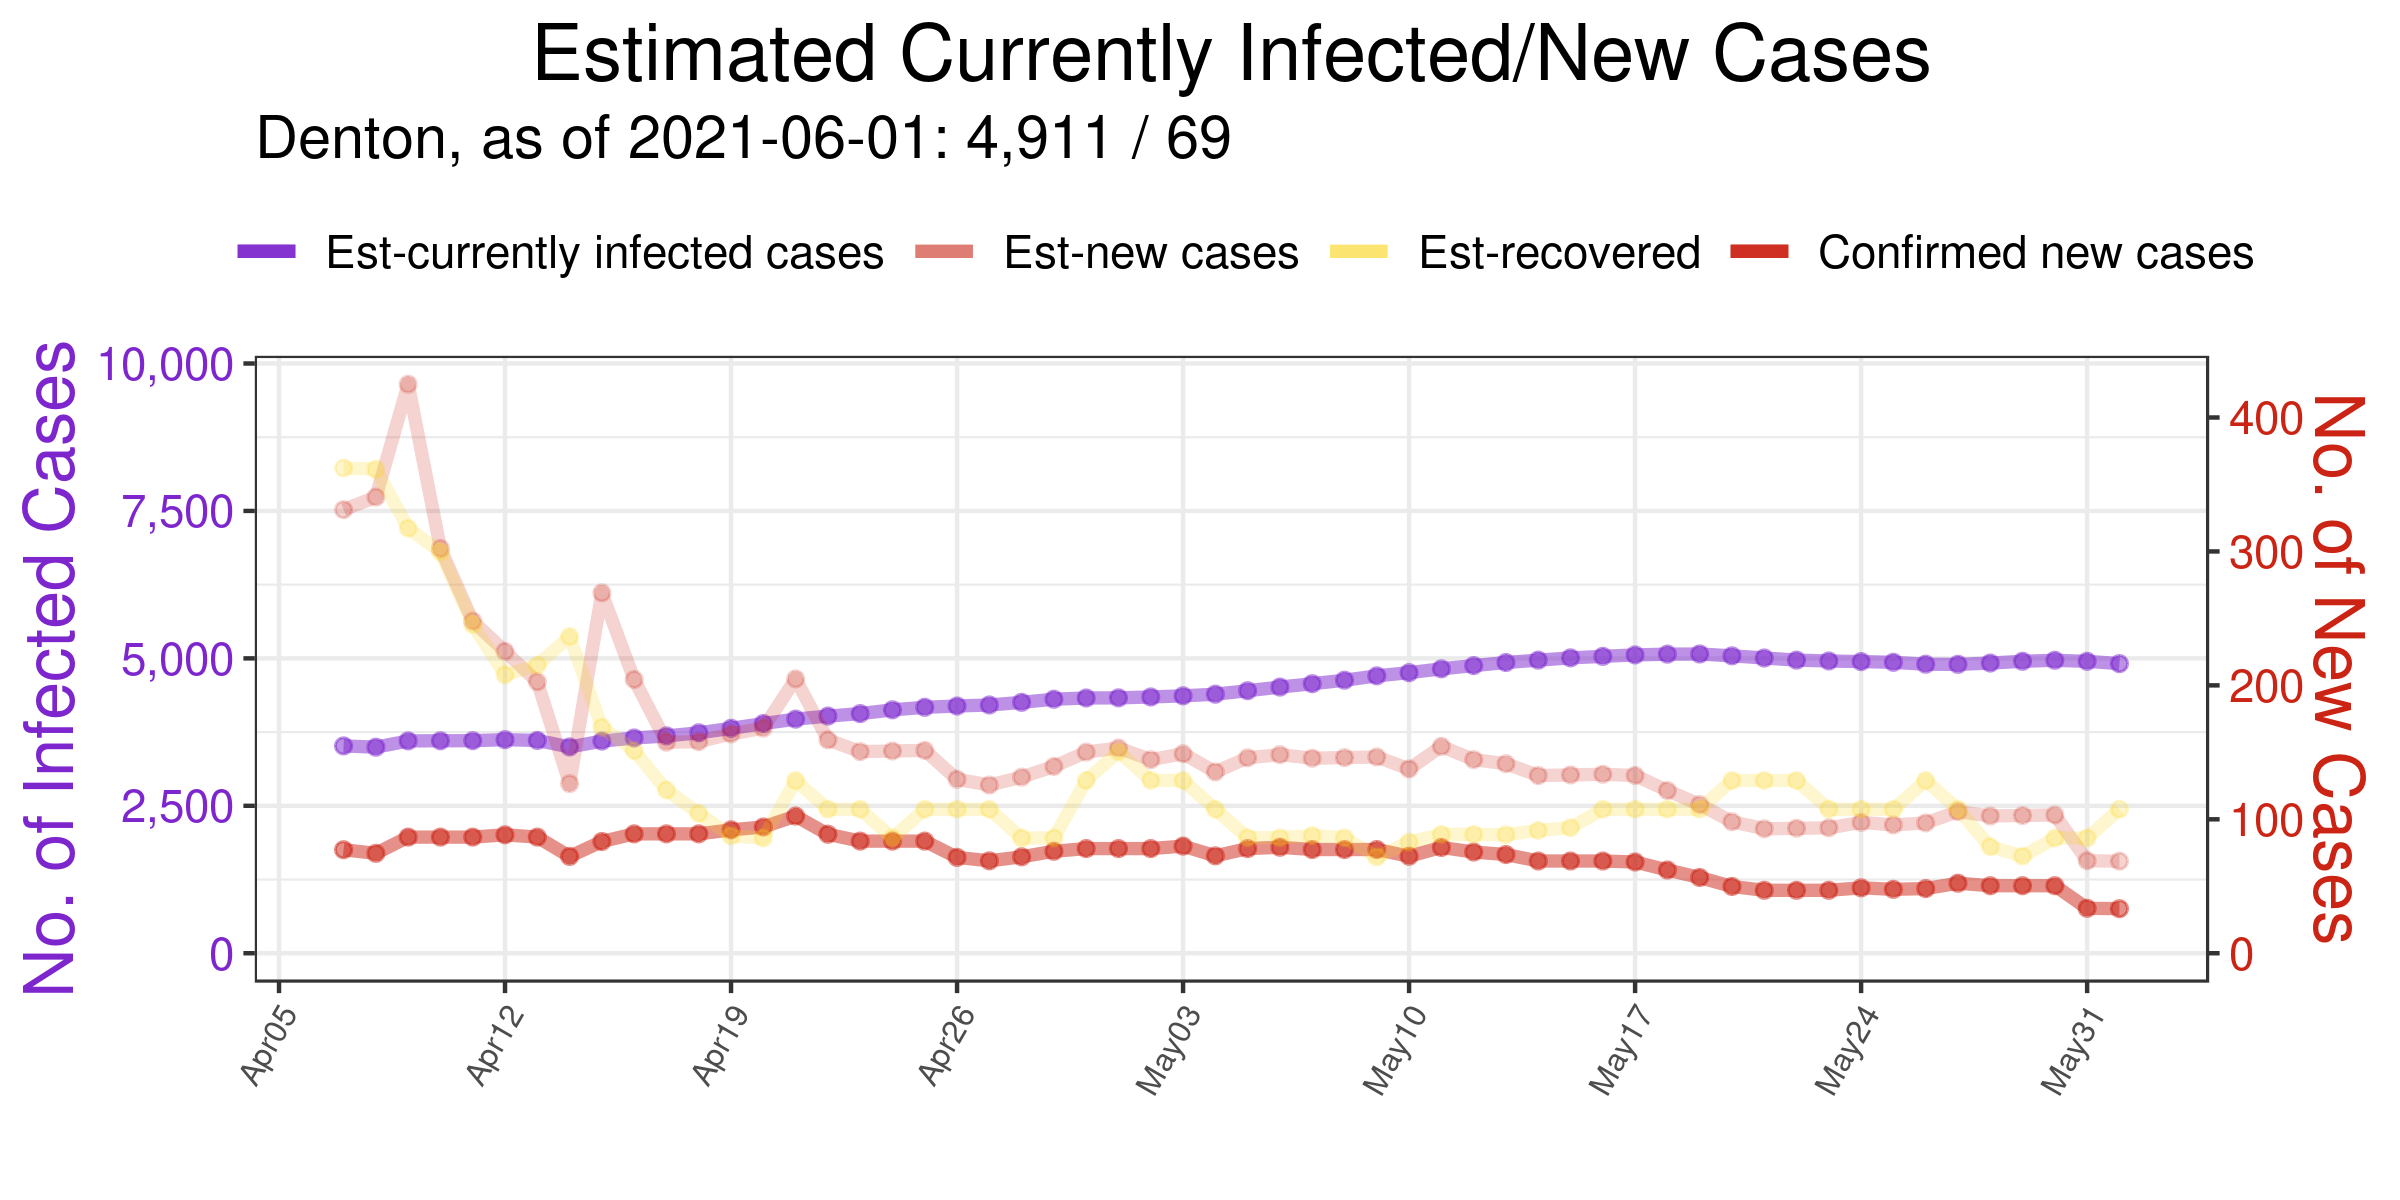 Estimated Currently Infected/New Cases
Denton, as of 2021-06-01: 4,911 / 69
Est-currently infected cases Est-new cases Est-recovered Confirmed new cases
No. of Infected Cases
10,000
7,500
5,000
2,500
0
400
300
200
100
0
No. of New Cases
Apr05 Apr12 Apr19 Apr26 May03 May10 May17 May24 May31